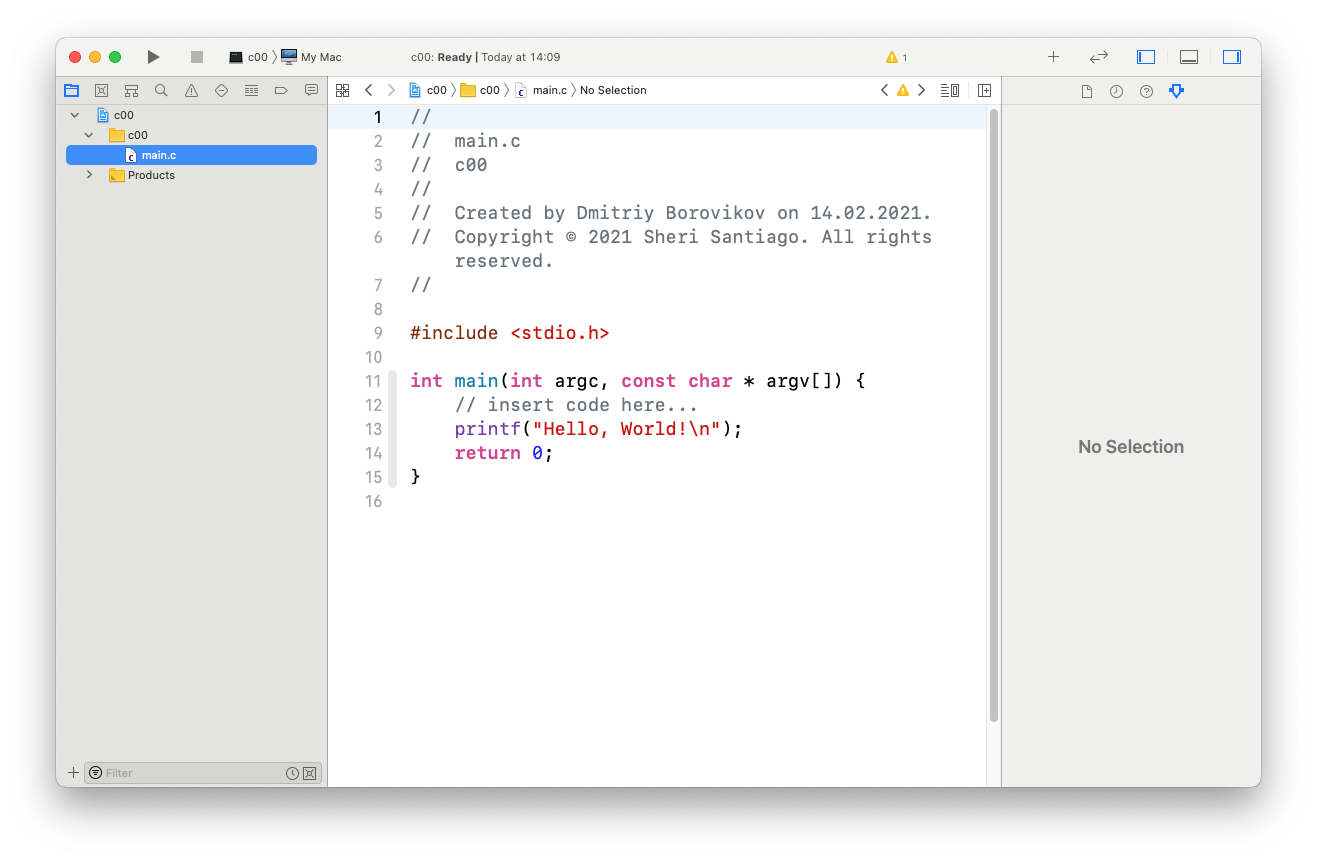 c00 My Mac c00: Ready | Today at 14:09 1
c00 c00 main.c No Selection
c00
c00
main.c
Products
1 //
2 //  main.c
3 //  c00
4 //
5 //  Created by Dmitriy Borovikov on 14.02.2021.
6 //  Copyright © 2021 Sheri Santiago. All rights
reserved.
7 //
8
9 #include <stdio.h>
10
11 int main(int argc, const char * argv[]) {
12     // insert code here...
13     printf("Hello, World!\n");
14     return 0;
15 }
16
No Selection
Filter